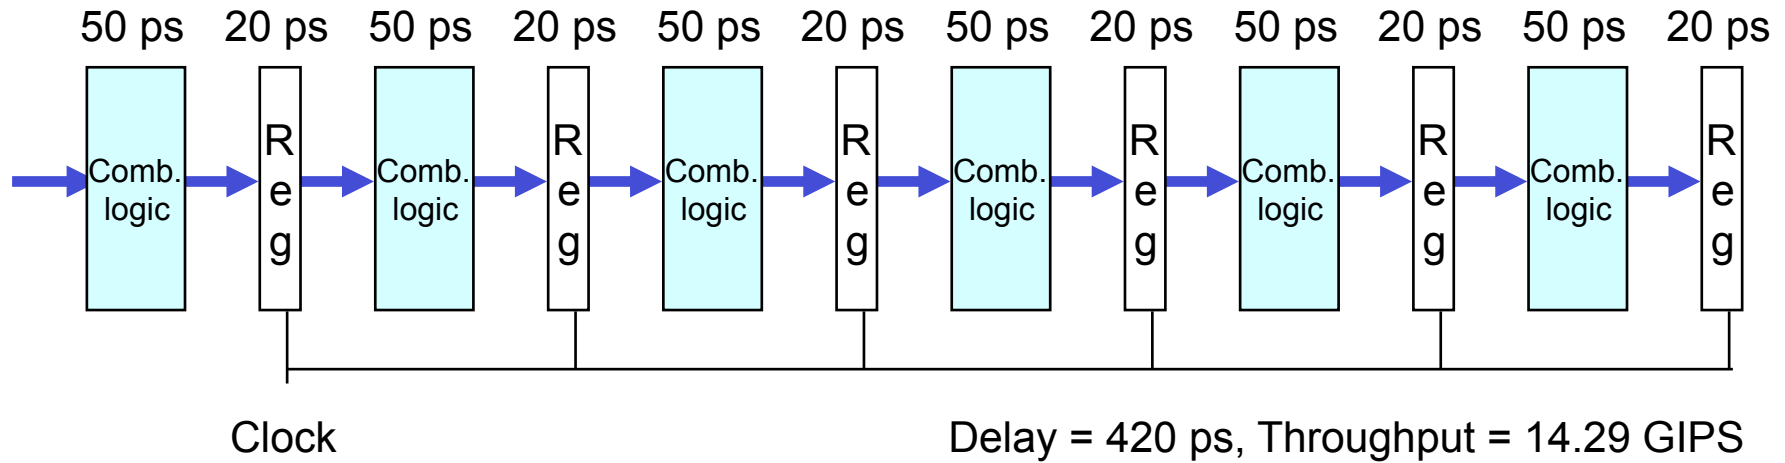 50 ps 20 ps 50 ps 20 ps 50 ps 20 ps 50 ps 20 ps 50 ps 20 ps 50 ps 20 ps
Comb.
logic
R
e
g
Comb.
logic
R
e
g
Comb.
logic
R
e
g
Comb.
logic
R
e
g
Comb.
logic
R
e
g
Comb.
logic
R
e
g
Clock
Delay = 420 ps, Throughput = 14.29 GIPS